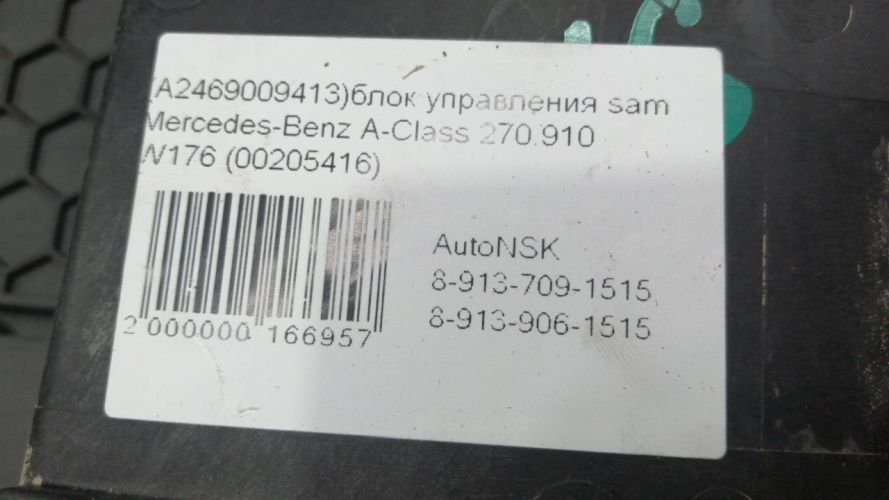 (A2469009413)блок управления sam
Mercedes-Benz A-Class 270.910
W176 (00205416)
AutoNSK
8-913-709-1515
8-913-906-1515
2 000000 166957